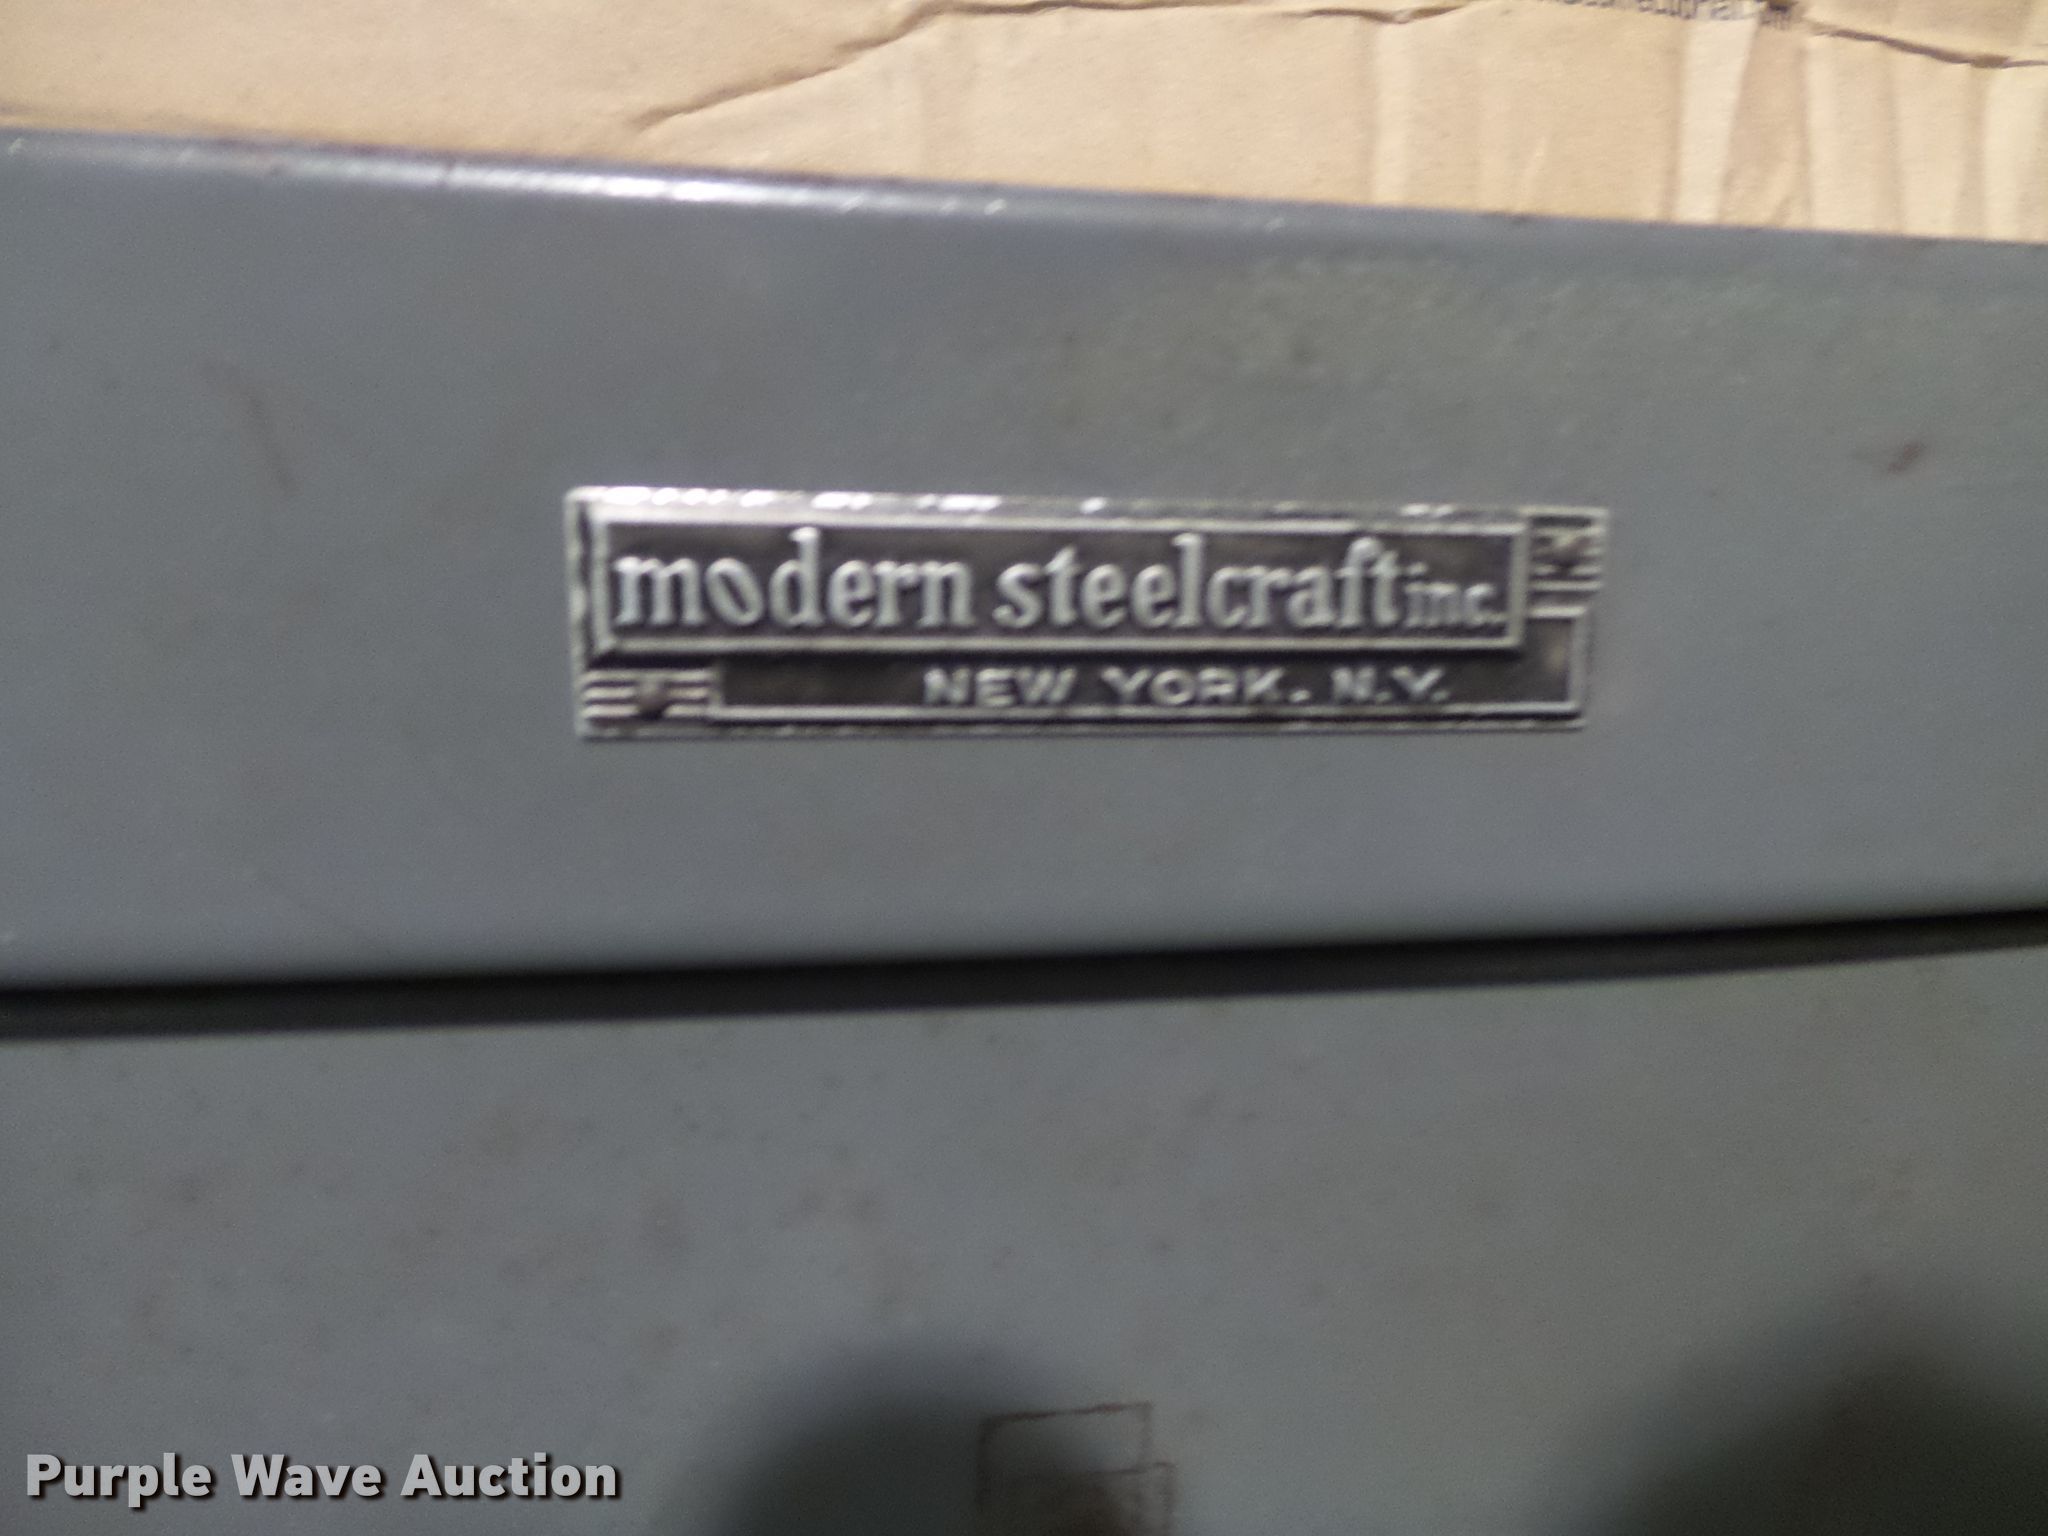 modern steelcraft inc.
NEW YORK. N.Y.
Purple Wave Auction